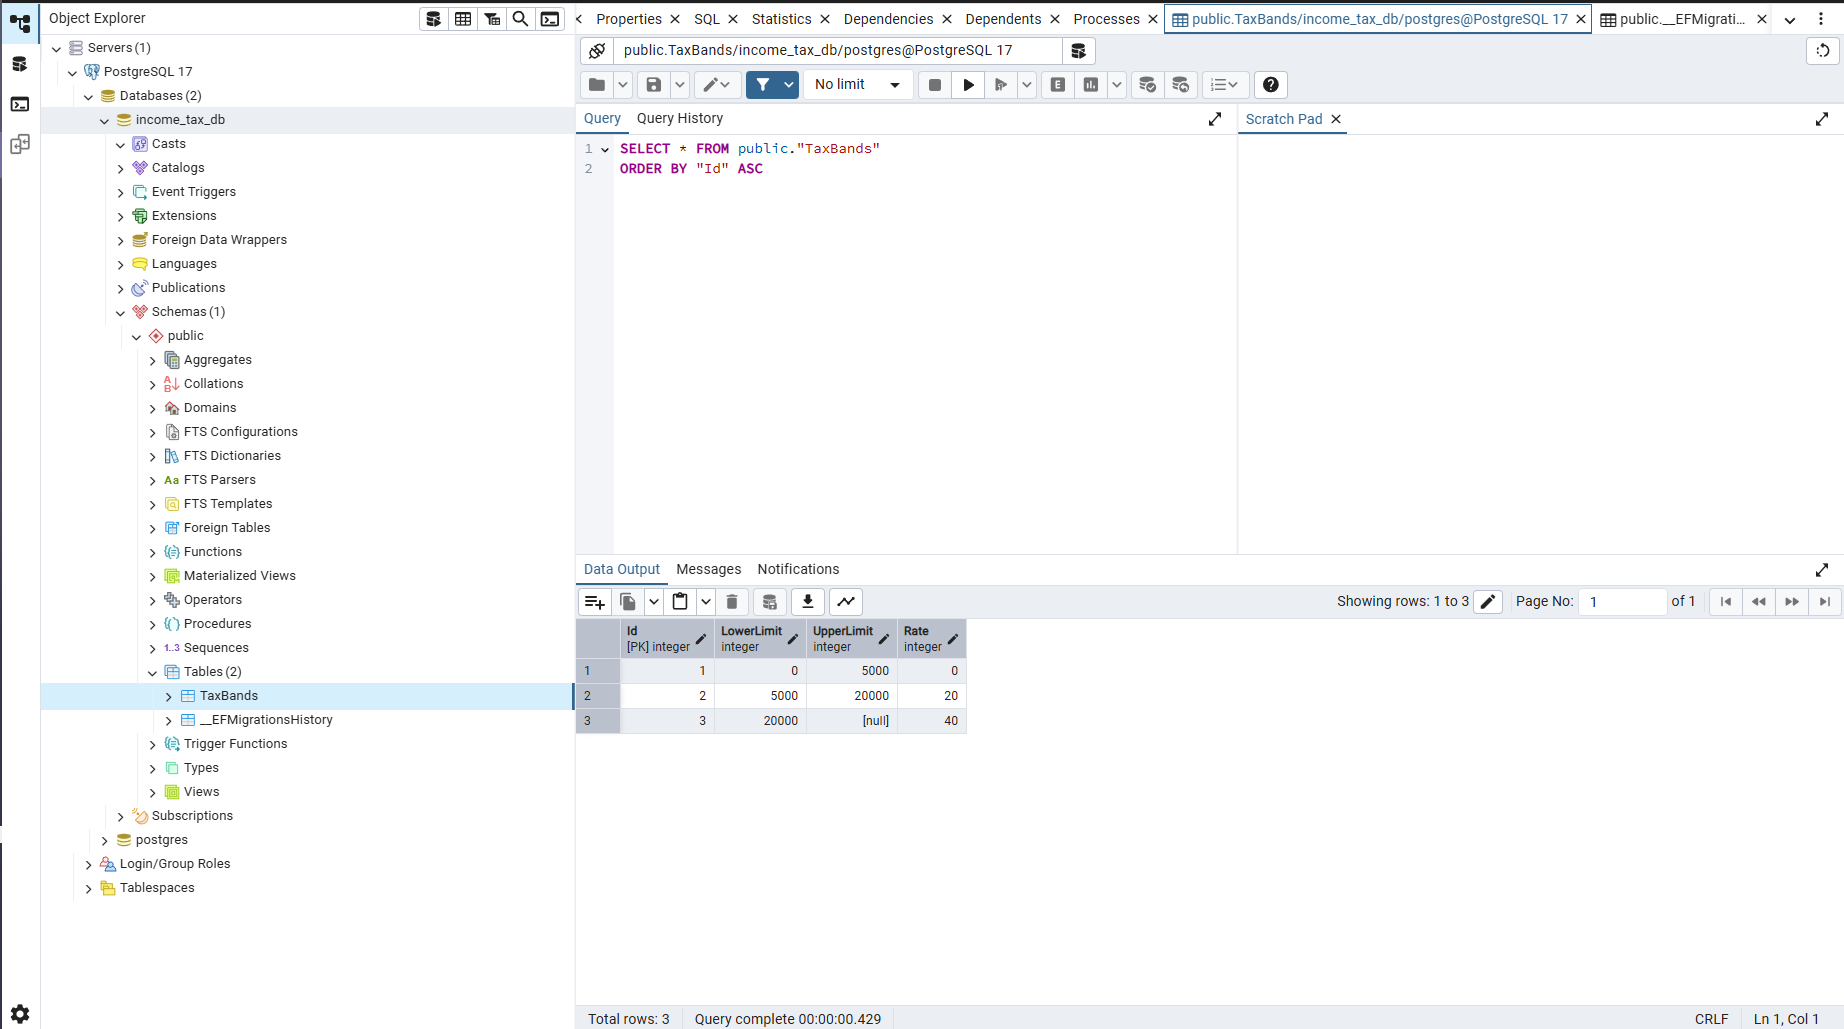 Object Explorer
Servers (1)
PostgreSQL 17
Databases (2)
income_tax_db
Casts
Catalogs
Event Triggers
Extensions
Foreign Data Wrappers
Languages
Publications
Schemas (1)
public
Aggregates
Collations
Domains
FTS Configurations
FTS Dictionaries
Aa FTS Parsers
FTS Templates
Foreign Tables
Functions
Materialized Views
Operators
Procedures
1..3 Sequences
Tables (2)
TaxBands
__EFMigrationsHistory
Trigger Functions
Types
Views
Subscriptions
postgres
Login/Group Roles
Tablespaces
Properties SQL Statistics Dependencies Dependents Processes public.TaxBands/income_tax_db/postgres@PostgreSQL 17 public.__EFMigrati...
public.TaxBands/income_tax_db/postgres@PostgreSQL 17
No limit E
Query Query History
1 SELECT * FROM public."TaxBands"
2 ORDER BY "Id" ASC
Scratch Pad
Data Output Messages Notifications
Showing rows: 1 to 3 Page No: 1 of 1
Id LowerLimit UpperLimit Rate
[PK] integer integer integer integer
1 1 0 5000 0
2 2 5000 20000 20
3 3 20000 [null] 40
Total rows: 3 Query complete 00:00:00.429 CRLF Ln 1, Col 1